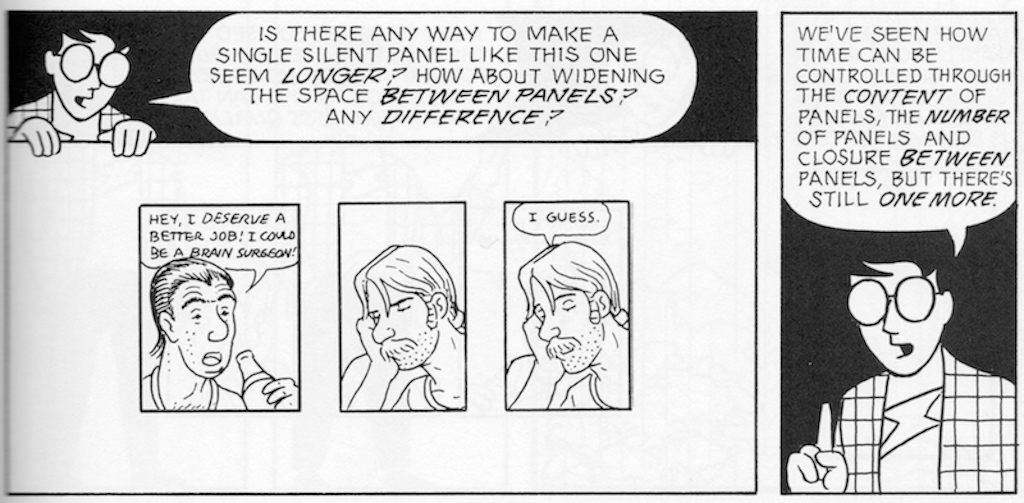 IS THERE ANY WAY TO MAKE A
SINGLE SILENT PANEL LIKE THIS ONE
SEEM LONGER? HOW ABOUT WIDENING
THE SPACE BETWEEN PANELS?
ANY DIFFERENCE?
HEY, I DESERVE A
BETTER JOB! I COULD
BE A BRAIN SURGEON!
I GUESS.
WE'VE SEEN HOW
TIME CAN BE
CONTROLLED THROUGH
THE CONTENT OF
PANELS, THE NUMBER
OF PANELS AND
CLOSURE BETWEEN
PANELS, BUT THERE'S
STILL ONE MORE.